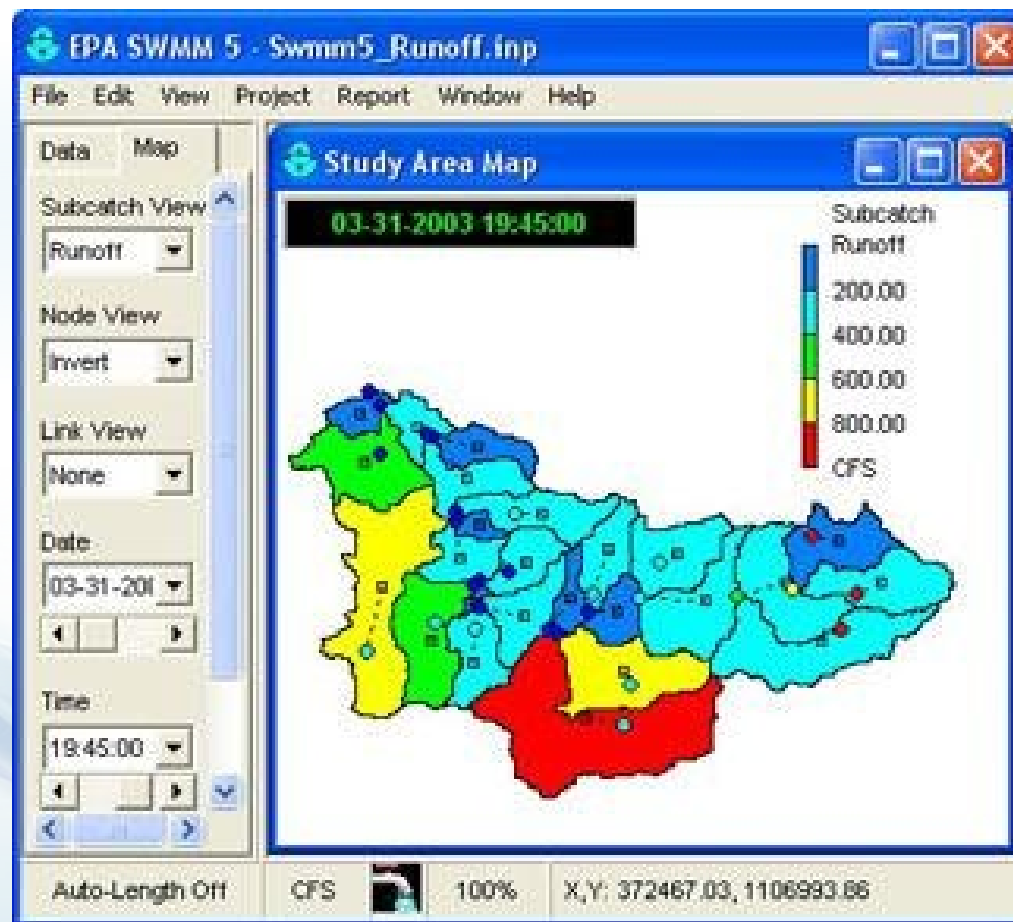 EPA SWMM 5 - Swmm5_Runoff.inp
File Edit View Project Report Window Help
Data Map
Subcatch View
Runoff
Node View
Invert
Link View
None
Date
03-31-200
Time
19:45:00
Study Area Map
03-31-2003 19:45:00
Subcatch
Runoff
200.00
400.00
600.00
800.00
CFS
Auto-Length Off CFS 100% X,Y: 372467.03, 1106993.86